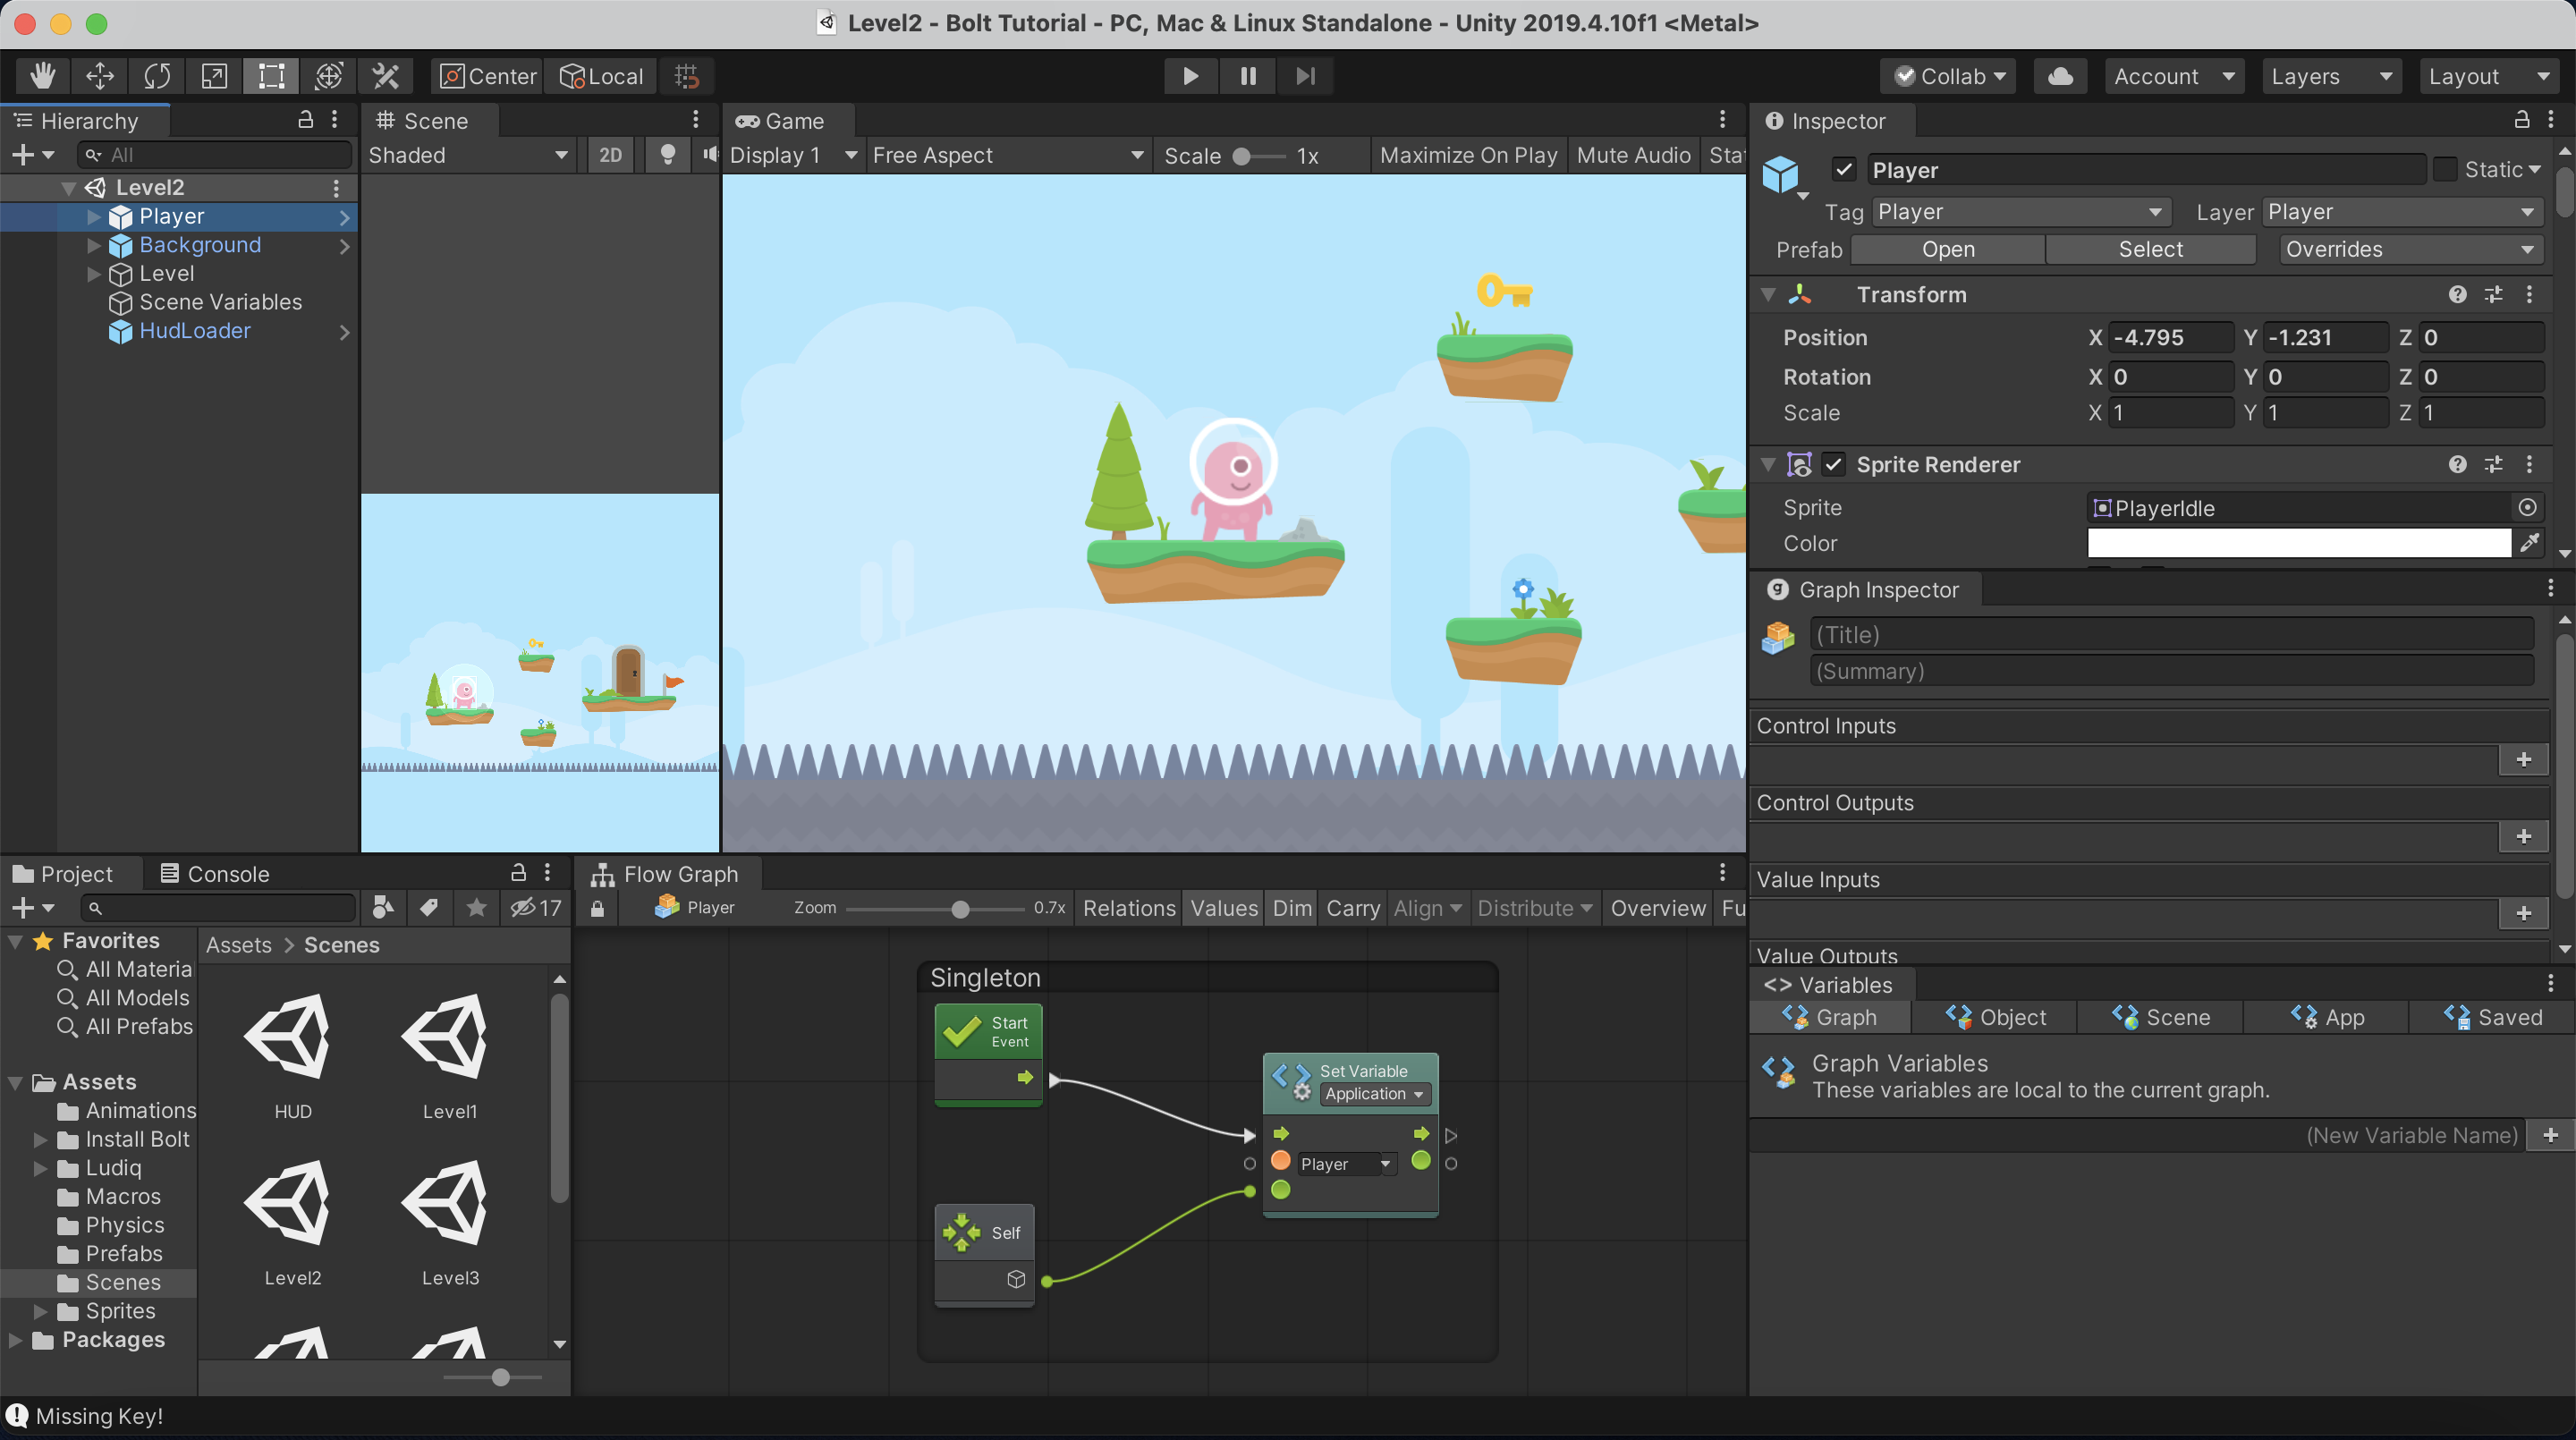 Level2 - Bolt Tutorial - PC, Mac & Linux Standalone - Unity 2019.4.10f1 <Metal>
Center Local Collab Account Layers Layout
Hierarchy
All
Level2
Player
Background
Level
Scene Variables
HudLoader
Scene
Shaded 2D
Game
Display 1 Free Aspect Scale 1x Maximize On Play Mute Audio Stat
Inspector
Player Static
Tag Player Layer Player
Prefab Open Select Overrides
Transform
Position X -4.795 Y -1.231 Z 0
Rotation X 0 Y 0 Z 0
Scale X 1 Y 1 Z 1
Sprite Renderer
Sprite PlayerIdle
Color
Graph Inspector
(Title)
(Summary)
Control Inputs
Control Outputs
Value Inputs
Value Outputs
Project Console
17
Favorites
All Materia
All Models
All Prefabs
Assets
Animations
Install Bolt
Ludiq
Macros
Physics
Prefabs
Scenes
Sprites
Packages
Assets > Scenes
HUD Level1
Level2 Level3
Flow Graph
Player Zoom 0.7x Relations Values Dim Carry Align Distribute Overview Fu
Singleton
Start
Event
Set Variable
Application
Player
Self
<> Variables
Graph Object Scene App Saved
Graph Variables
These variables are local to the current graph.
(New Variable Name)
Missing Key!